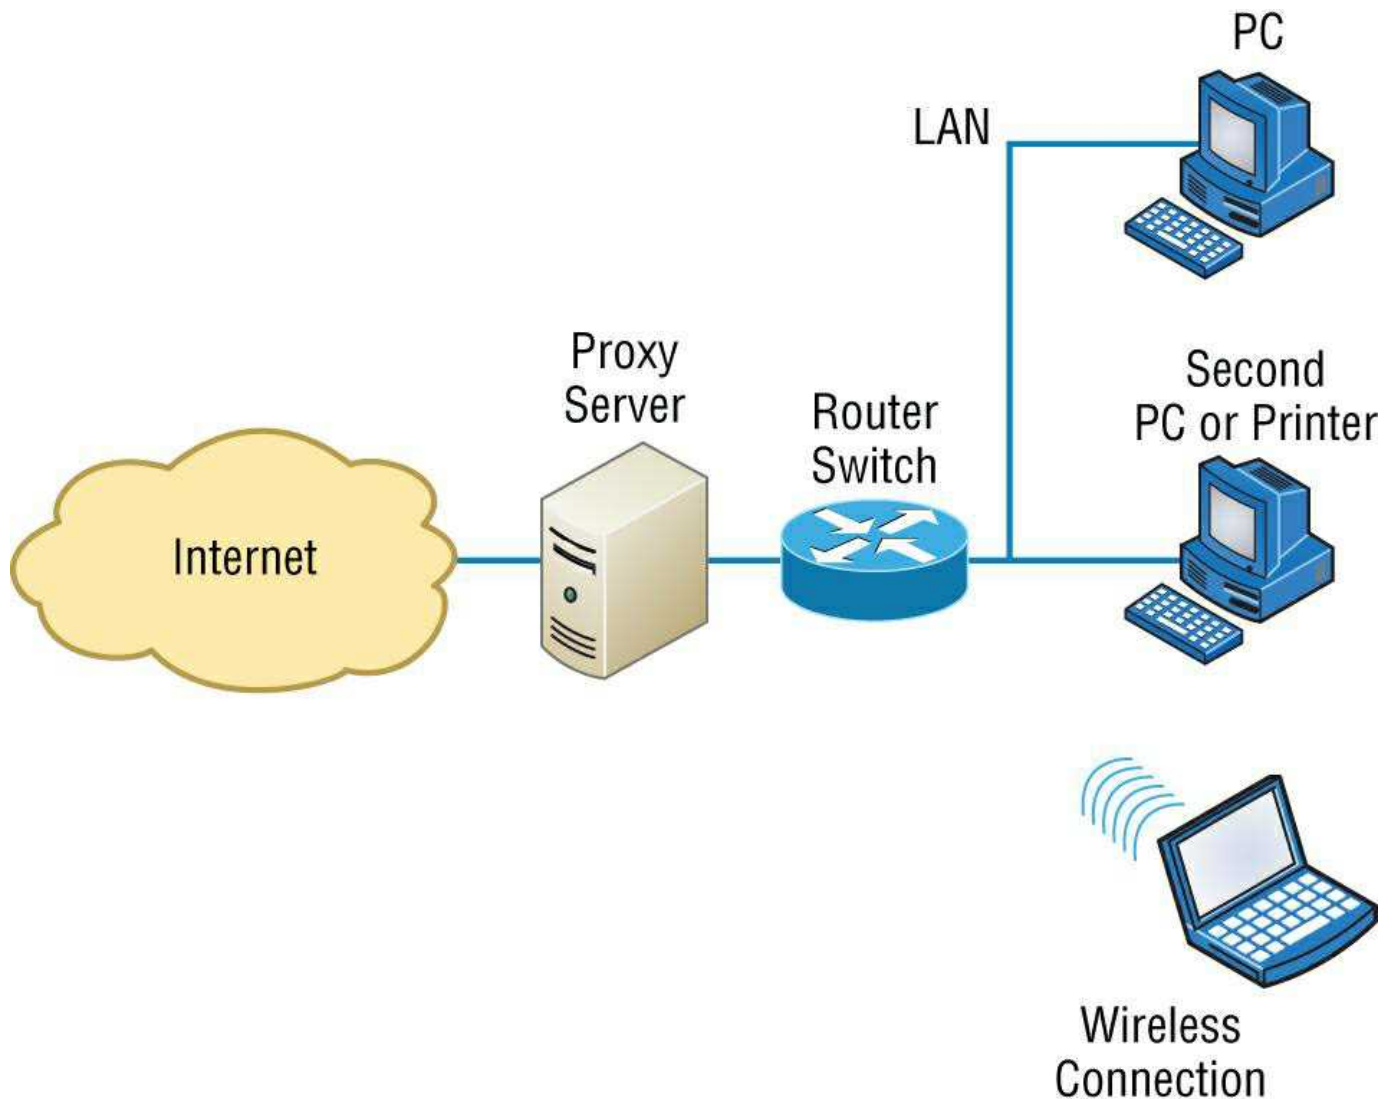 PC
LAN
Proxy
Server
Second
PC or Printer
Router
Switch
Internet
Wireless
Connection